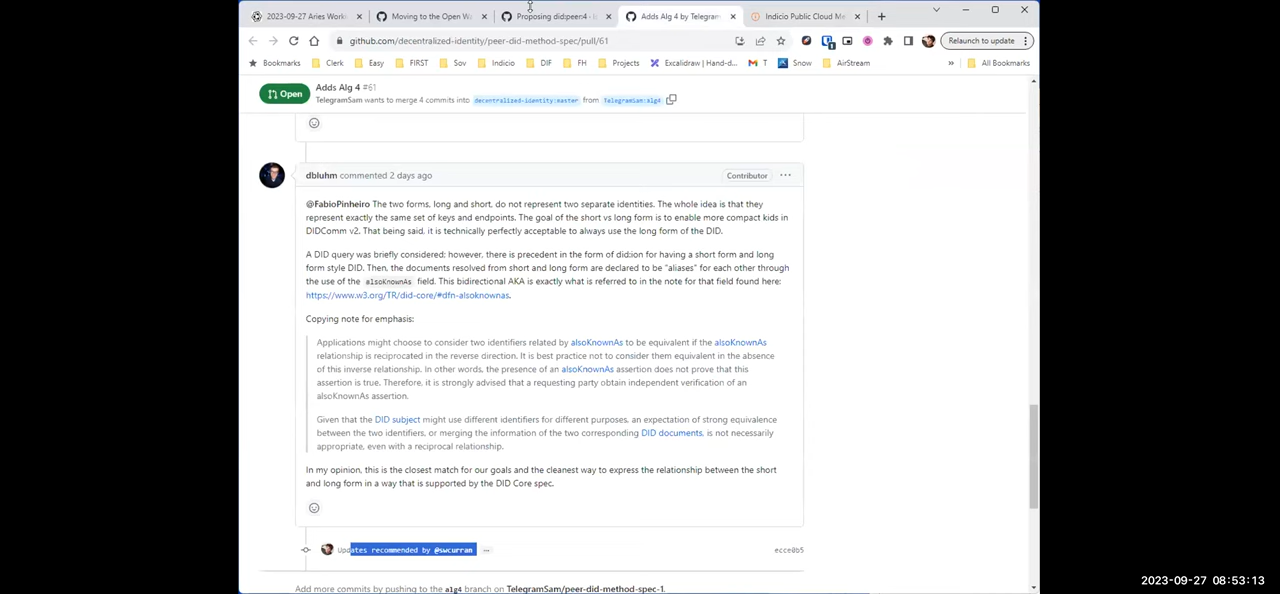 2023-09-27 Aries Work
Moving to the Open W
Proposing did:peer:4 -
Adds Alg 4 by Telegram
Indicio Public Cloud Me
github.com/decentralized-identity/peer-did-method-spec/pull/61
Relaunch to update
Bookmarks Clerk Easy FIRST Sov Indicio DIF FH Projects Excalidraw | Hand-d... T Snow AirStream » All Bookmarks
Open
Adds Alg 4 #61
TelegramSam wants to merge 4 commits into decentralized-identity:master from TelegramSam:alg4
dbluhm commented 2 days ago
Contributor ...
@FabioPinheiro The two forms, long and short, do not represent two separate identities. The whole idea is that they
represent exactly the same set of keys and endpoints. The goal of the short vs long form is to enable more compact kids in
DIDComm v2. That being said, it is technically perfectly acceptable to always use the long form of the DID.
A DID query was briefly considered; however, there is precedent in the form of did:ion for having a short form and long
form style DID. Then, the documents resolved from short and long form are declared to be "aliases" for each other through
the use of the alsoKnownAs field. This bidirectional AKA is exactly what is referred to in the note for that field found here:
https://www.w3.org/TR/did-core/#dfn-alsoknownas.
Copying note for emphasis:
Applications might choose to consider two identifiers related by alsoKnownAs to be equivalent if the alsoKnownAs
relationship is reciprocated in the reverse direction. It is best practice not to consider them equivalent in the absence
of this inverse relationship. In other words, the presence of an alsoKnownAs assertion does not prove that this
assertion is true. Therefore, it is strongly advised that a requesting party obtain independent verification of an
alsoKnownAs assertion.
Given that the DID subject might use different identifiers for different purposes, an expectation of strong equivalence
between the two identifiers, or merging the information of the two corresponding DID documents, is not necessarily
appropriate, even with a reciprocal relationship.
In my opinion, this is the closest match for our goals and the cleanest way to express the relationship between the short
and long form in a way that is supported by the DID Core spec.
Updates recommended by @swcurran ...
ecce0b5
Add more commits by pushing to the alg4 branch on TelegramSam/peer-did-method-spec-1.
2023-09-27 08:53:13